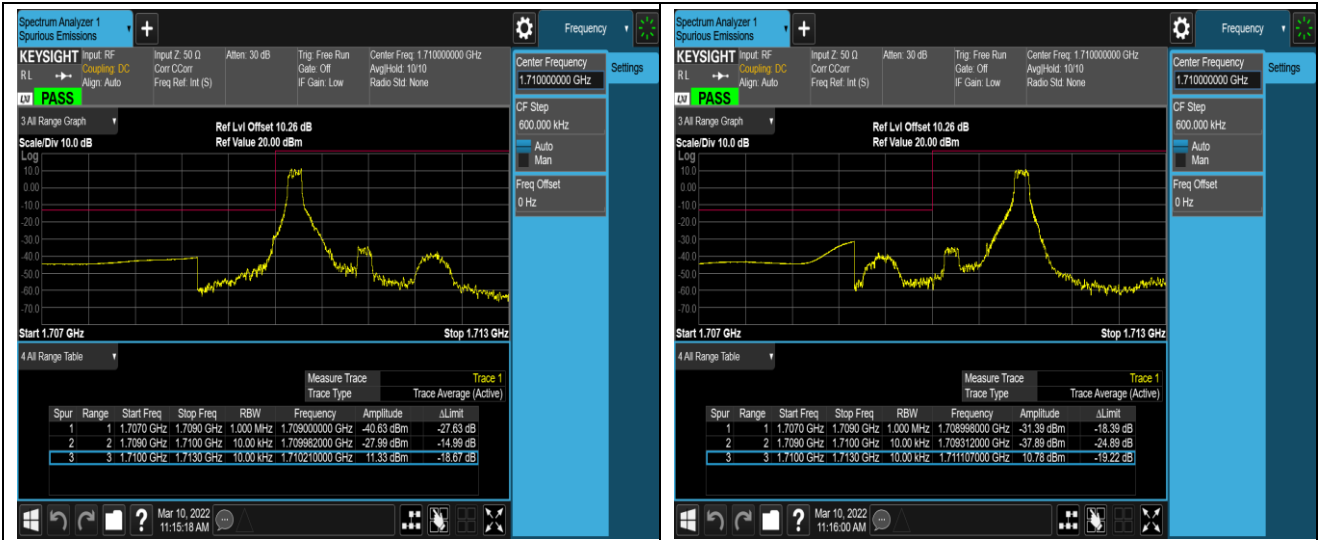 Spectrum Analyzer 1
Spurious Emissions
+
Frequency
KEYSIGHT Input: RF Input Z: 50 Ω Atten: 30 dB Trig: Free Run Center Freq: 1.710000000 GHz
RL Coupling: DC Corr CCorr Gate: Off Avg|Hold: 10/10
Align: Auto Freq Ref: Int (S) IF Gain: Low Radio Std: None
LXI PASS
Center Frequency
1.710000000 GHz
Settings
CF Step
600.000 kHz
Auto
Man
Freq Offset
0 Hz
3 All Range Graph
Ref Lvl Offset 10.26 dB
Scale/Div 10.0 dB Ref Value 20.00 dBm
Log
10.0
0.00
-10.0
-20.0
-30.0
-40.0
-50.0
-60.0
-70.0
Start 1.707 GHz Stop 1.713 GHz
4 All Range Table
Measure Trace Trace 1
Trace Type Trace Average (Active)
Spur Range Start Freq Stop Freq RBW Frequency Amplitude ΔLimit
1 1 1.7070 GHz 1.7090 GHz 1.000 MHz 1.709000000 GHz -40.63 dBm -27.63 dB
2 2 1.7090 GHz 1.7100 GHz 10.00 kHz 1.709982000 GHz -27.99 dBm -14.99 dB
3 3 1.7100 GHz 1.7130 GHz 10.00 kHz 1.710210000 GHz 11.33 dBm -18.67 dB
?
Mar 10, 2022
11:15:18 AM
Spectrum Analyzer 1
Spurious Emissions
+
Frequency
KEYSIGHT Input: RF Input Z: 50 Ω Atten: 30 dB Trig: Free Run Center Freq: 1.710000000 GHz
RL Coupling: DC Corr CCorr Gate: Off Avg|Hold: 10/10
Align: Auto Freq Ref: Int (S) IF Gain: Low Radio Std: None
LXI PASS
Center Frequency
1.710000000 GHz
Settings
CF Step
600.000 kHz
Auto
Man
Freq Offset
0 Hz
3 All Range Graph
Ref Lvl Offset 10.26 dB
Scale/Div 10.0 dB Ref Value 20.00 dBm
Log
10.0
0.00
-10.0
-20.0
-30.0
-40.0
-50.0
-60.0
-70.0
Start 1.707 GHz Stop 1.713 GHz
4 All Range Table
Measure Trace Trace 1
Trace Type Trace Average (Active)
Spur Range Start Freq Stop Freq RBW Frequency Amplitude ΔLimit
1 1 1.7070 GHz 1.7090 GHz 1.000 MHz 1.708998000 GHz -31.39 dBm -18.39 dB
2 2 1.7090 GHz 1.7100 GHz 10.00 kHz 1.709312000 GHz -37.89 dBm -24.89 dB
3 3 1.7100 GHz 1.7130 GHz 10.00 kHz 1.711107000 GHz 10.78 dBm -19.22 dB
?
Mar 10, 2022
11:16:00 AM